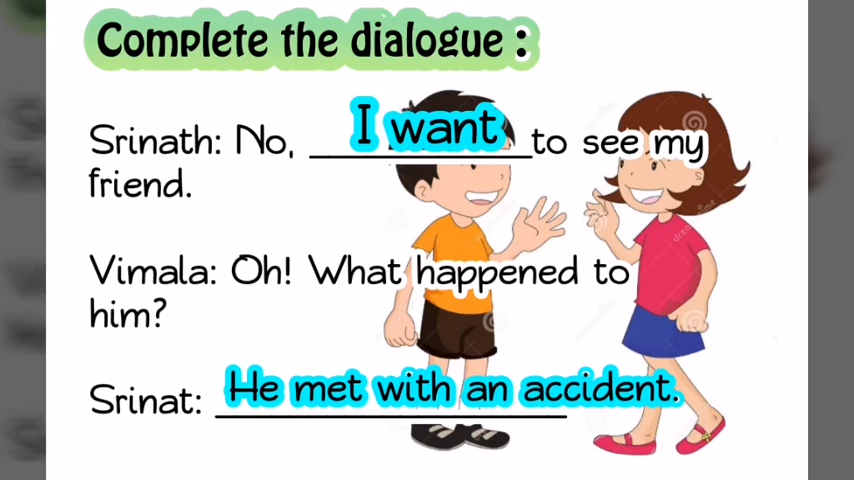 Complete the dialogue :
Srinath: No, I want to see my
friend.
Vimala: Oh! What happened to
him?
Srinat: He met with an accident.